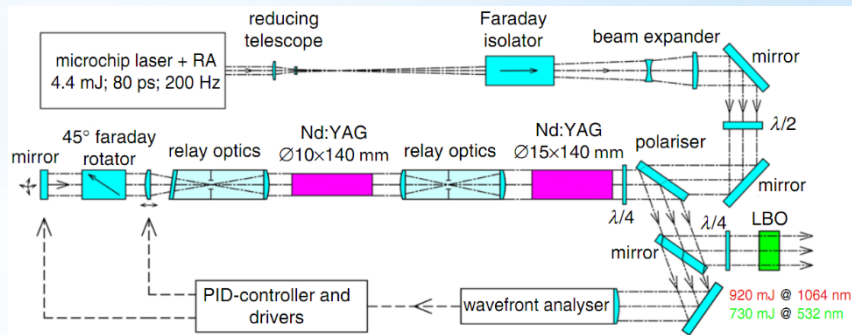 microchip laser + RA
4.4 mJ; 80 ps; 200 Hz
reducing
telescope
Faraday
isolator
beam expander
mirror
λ/2
45° faraday
rotator
mirror
relay optics
Nd:YAG
Ø10×140 mm
relay optics
Nd:YAG
Ø15×140 mm
polariser
mirror
λ/4
λ/4
LBO
mirror
PID-controller and
drivers
wavefront analyser
920 mJ @ 1064 nm
730 mJ @ 532 nm